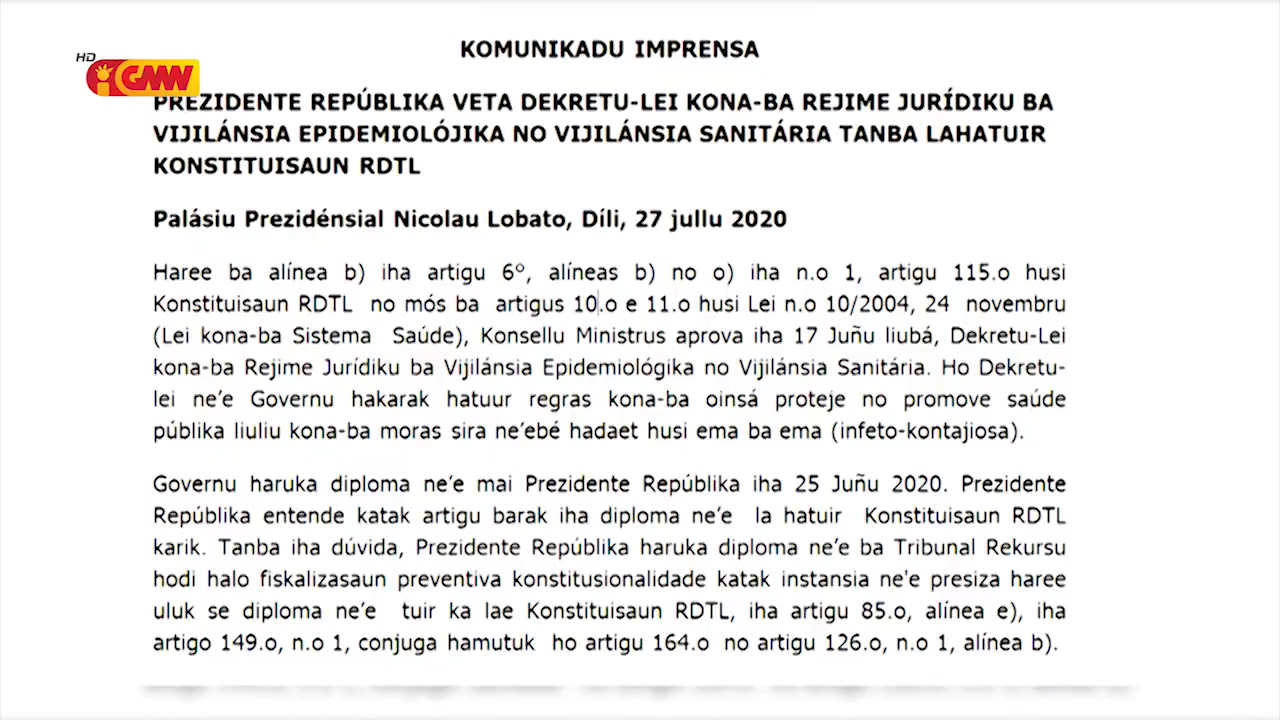 KOMUNIKADU IMPRENSA
HD
GMW
PREZIDENTE REPÚBLIKA VETA DEKRETU-LEI KONA-BA REJIME JURÍDIKU BA
VIJILÁNSIA EPIDEMIOLÓJIKA NO VIJILÁNSIA SANITÁRIA TANBA LAHATUIR
KONSTITUISAUN RDTL
Palásiu Prezidénsial Nicolau Lobato, Díli, 27 jullu 2020
Haree ba alínea b) iha artigu 6º, alíneas b) no o) iha n.o 1, artigu 115.o husi
Konstituisaun RDTL no mós ba artigus 10.o e 11.o husi Lei n.o 10/2004, 24 novembru
(Lei kona-ba Sistema Saúde), Konsellu Ministrus aprova iha 17 Juñu liubá, Dekretu-Lei
kona-ba Rejime Jurídiku ba Vijilánsia Epidemiológika no Vijilánsia Sanitária. Ho Dekretu-
lei ne’e Governu hakarak hatuur regras kona-ba oinsá proteje no promove saúde
públika liuliu kona-ba moras sira ne’ebé hadaet husi ema ba ema (infeto-kontajiosa).
Governu haruka diploma ne’e mai Prezidente Repúblika iha 25 Juñu 2020. Prezidente
Repúblika entende katak artigu barak iha diploma ne’e la hatuir Konstituisaun RDTL
karik. Tanba iha dúvida, Prezidente Repúblika haruka diploma ne’e ba Tribunal Rekursu
hodi halo fiskalizasaun preventiva konstitusionalidade katak instansia ne'e presiza haree
uluk se diploma ne’e tuir ka lae Konstituisaun RDTL, iha artigu 85.o, alínea e), iha
artigo 149.o, n.o 1, conjuga hamutuk ho artigu 164.o no artigu 126.o, n.o 1, alínea b).